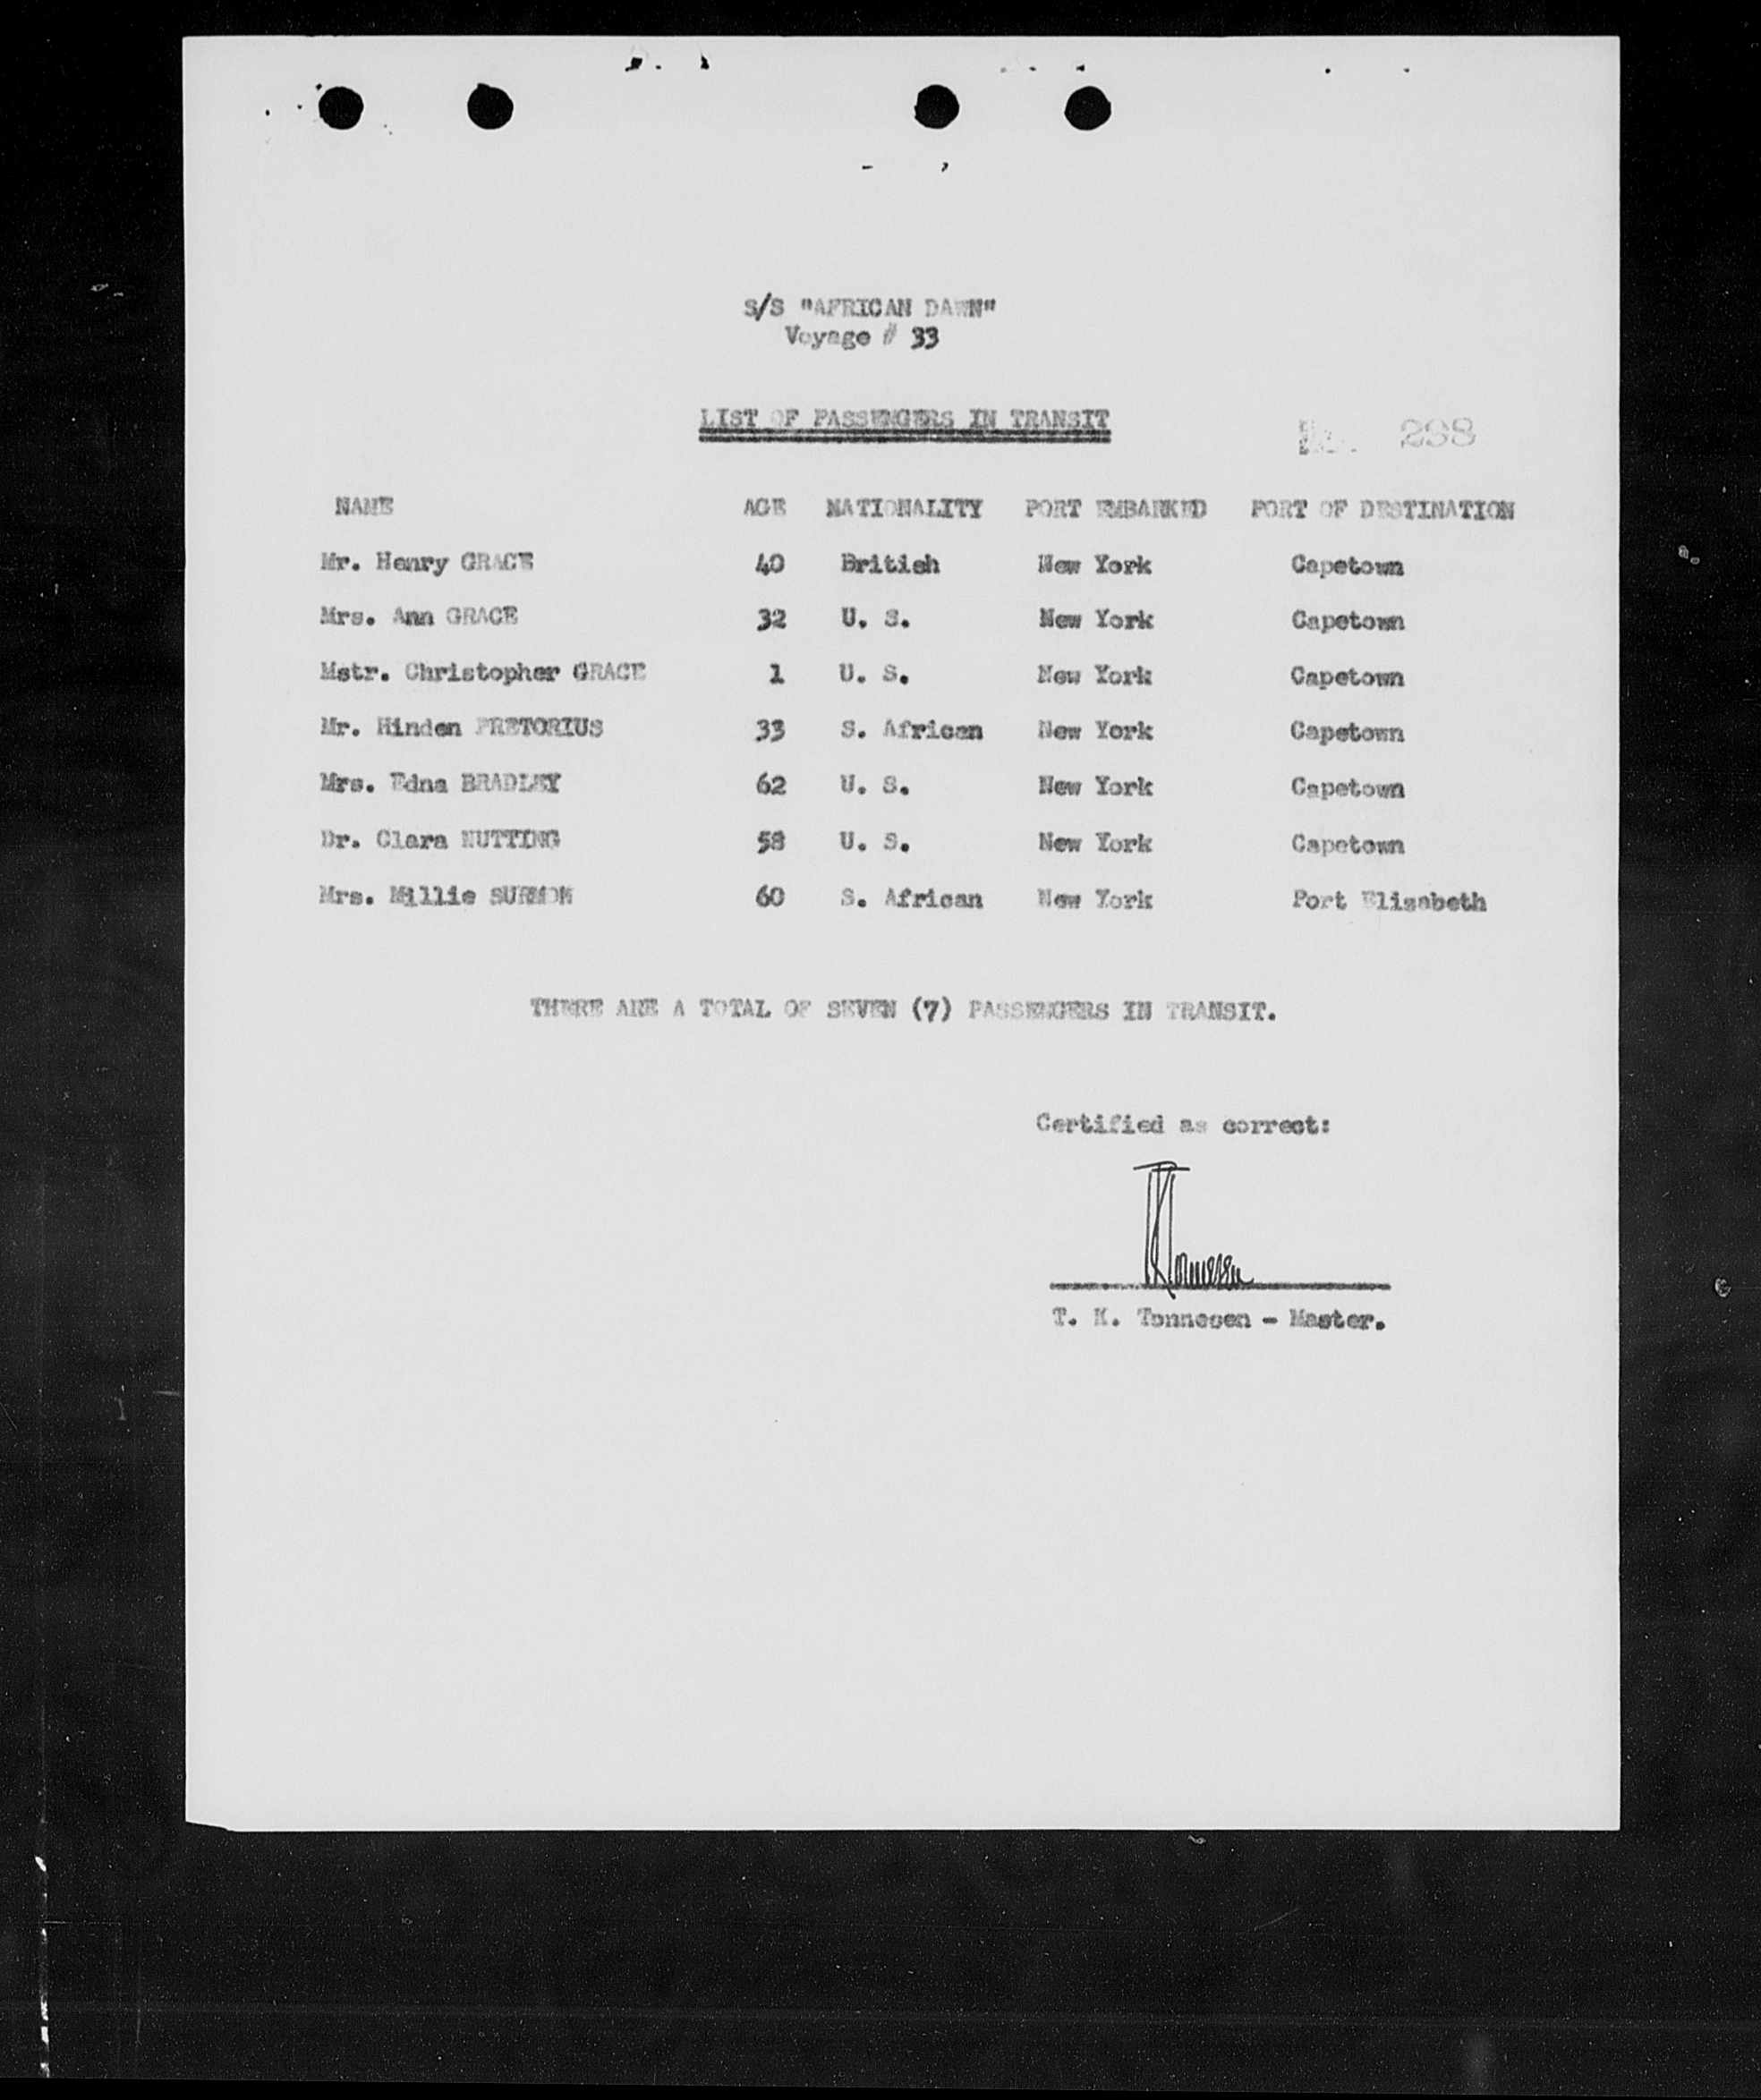 S/S "AFRICAN DAWN"
Voyage # 33
LIST OF PASSENGERS IN TRANSIT
298
NAME AGE NATIONALITY PORT EMBARKED PORT OF DESTINATION
Mr. Henry GRACE 40 British New York Capetown
Mrs. Ann GRACE 32 U. S. New York Capetown
Mstr. Christopher GRACE 1 U. S. New York Capetown
Mr. Hinden PRETORIUS 33 S. African New York Capetown
Mrs. Edna BRADLEY 62 U. S. New York Capetown
Dr. Clara NUTTING 58 U. S. New York Capetown
Mrs. Millie SURMON 60 S. African New York Port Elizabeth
THERE ARE A TOTAL OF SEVEN (7) PASSENGERS IN TRANSIT.
Certified as correct:
TKTonnesen
T. K. Tonnesen - Master.